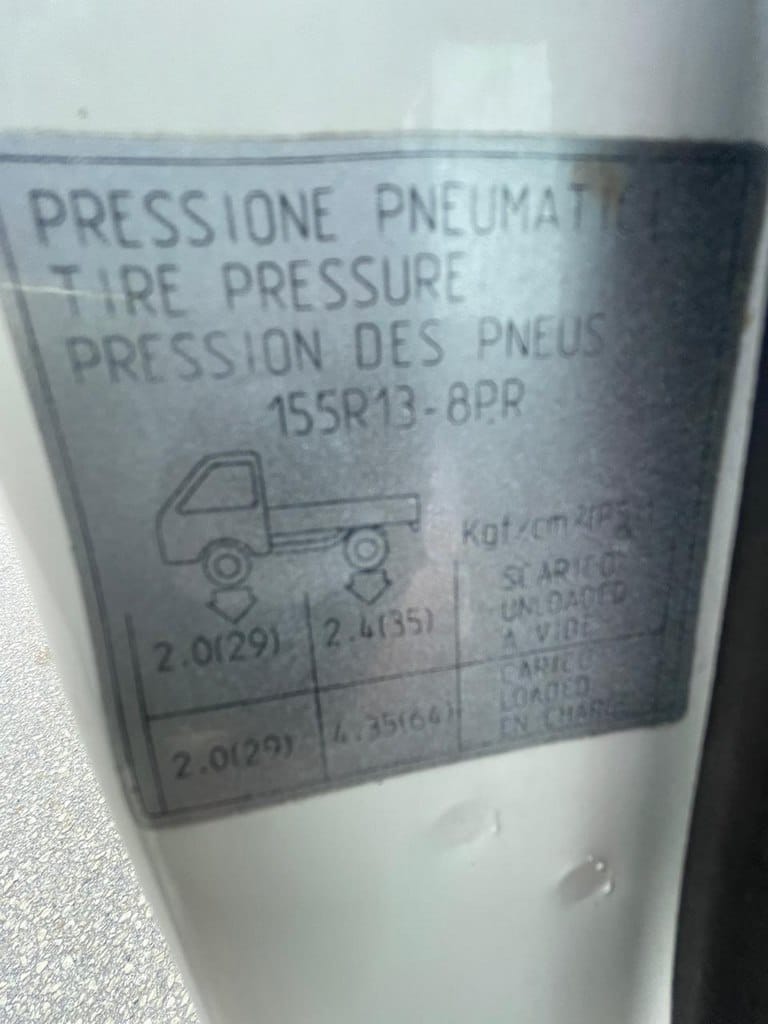 PRESSIONE PNEUMATICI
TIRE PRESSURE
PRESSION DES PNEUS
155R13-8PR
Kgf/cm²(PSI)
2.0(29) 2.4(35) SCARICO
UNLOADED
A VIDE
2.0(29) 4.35(64) CARICO
LOADED
EN CHARGE